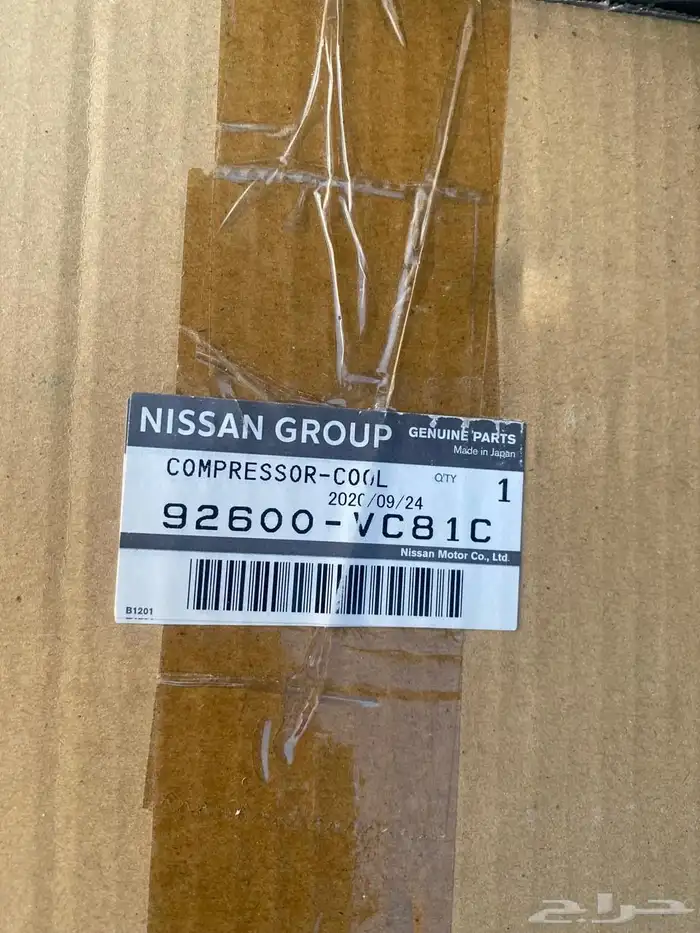 NISSAN GROUP GENUINE PARTS
Made in Japan
COMPRESSOR-COOL Q'TY 1
2020/09/24
92600-VC81C
Nissan Motor Co., Ltd.
B1201
حراج